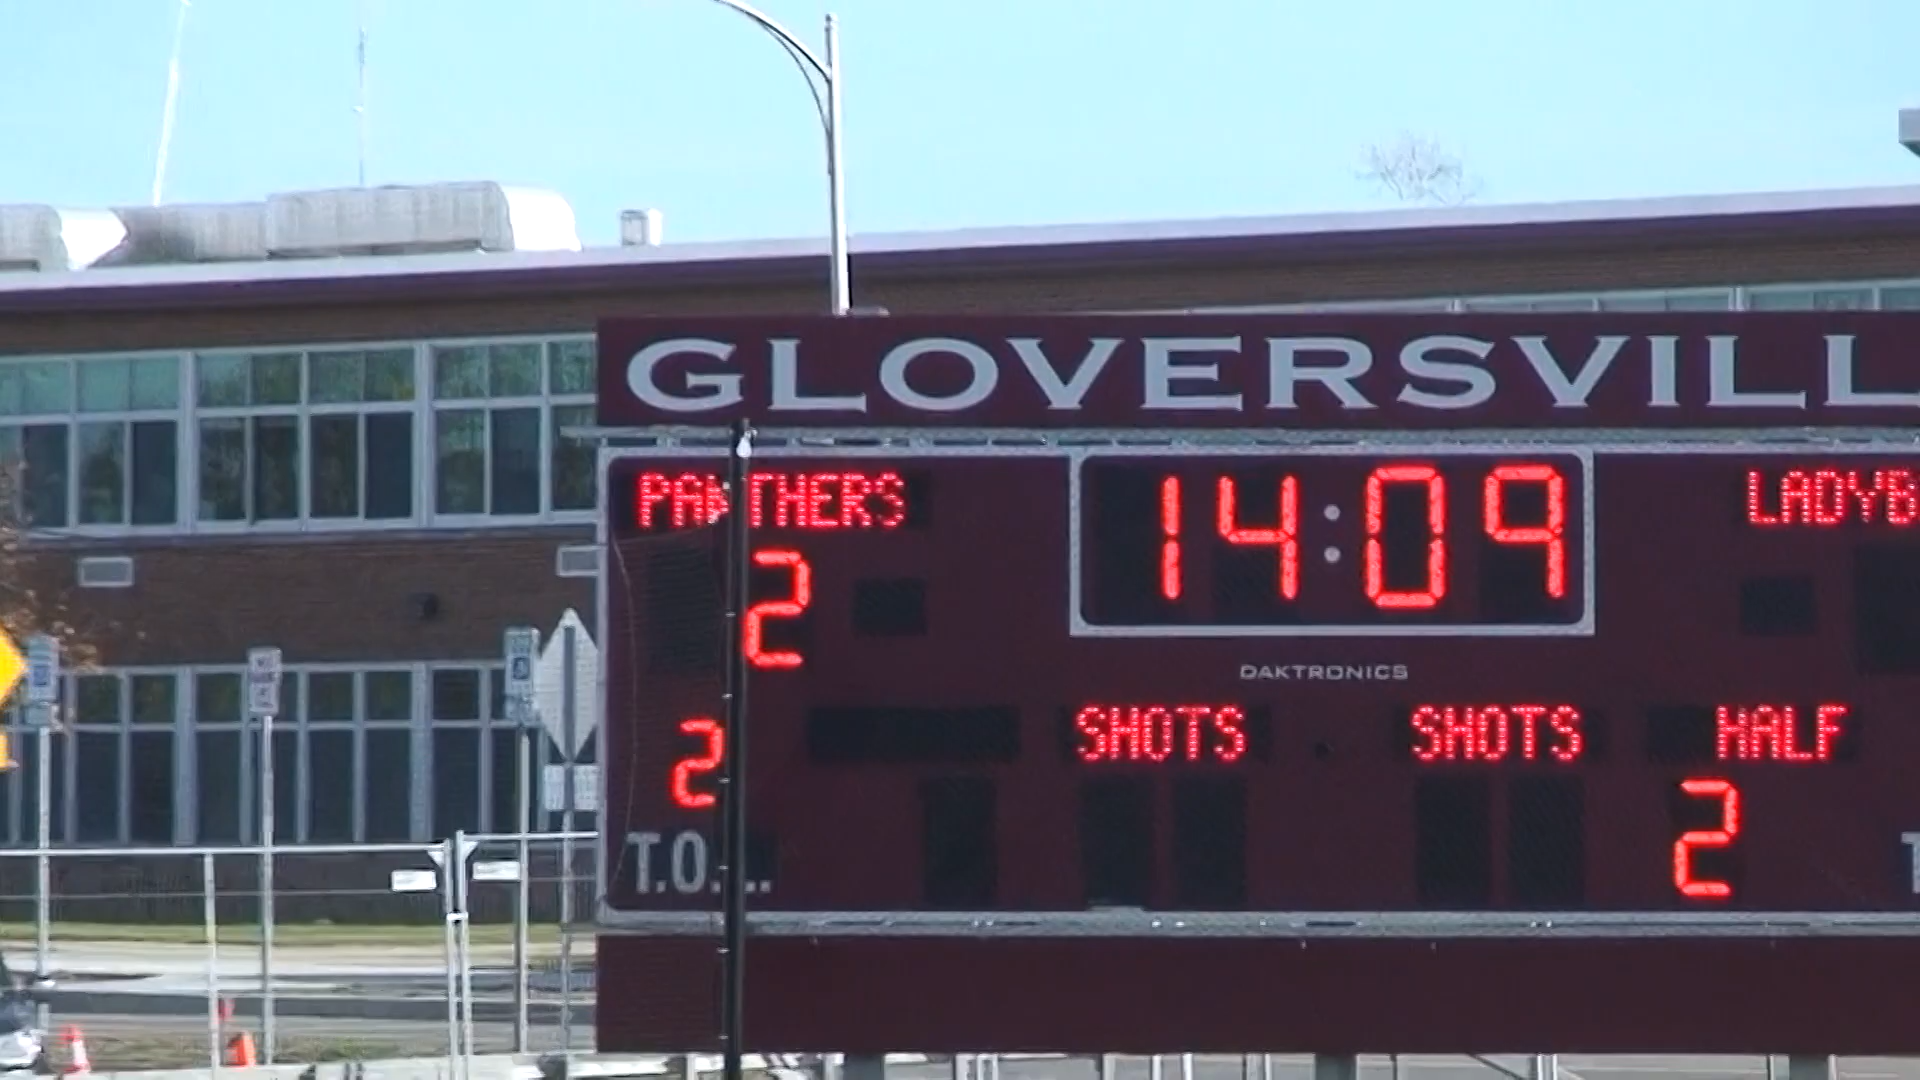 GLOVERSVILL
PANTHERS 14:09 LADYB
2
DAKTRONICS
SHOTS SHOTS HALF
2 2
T.O.